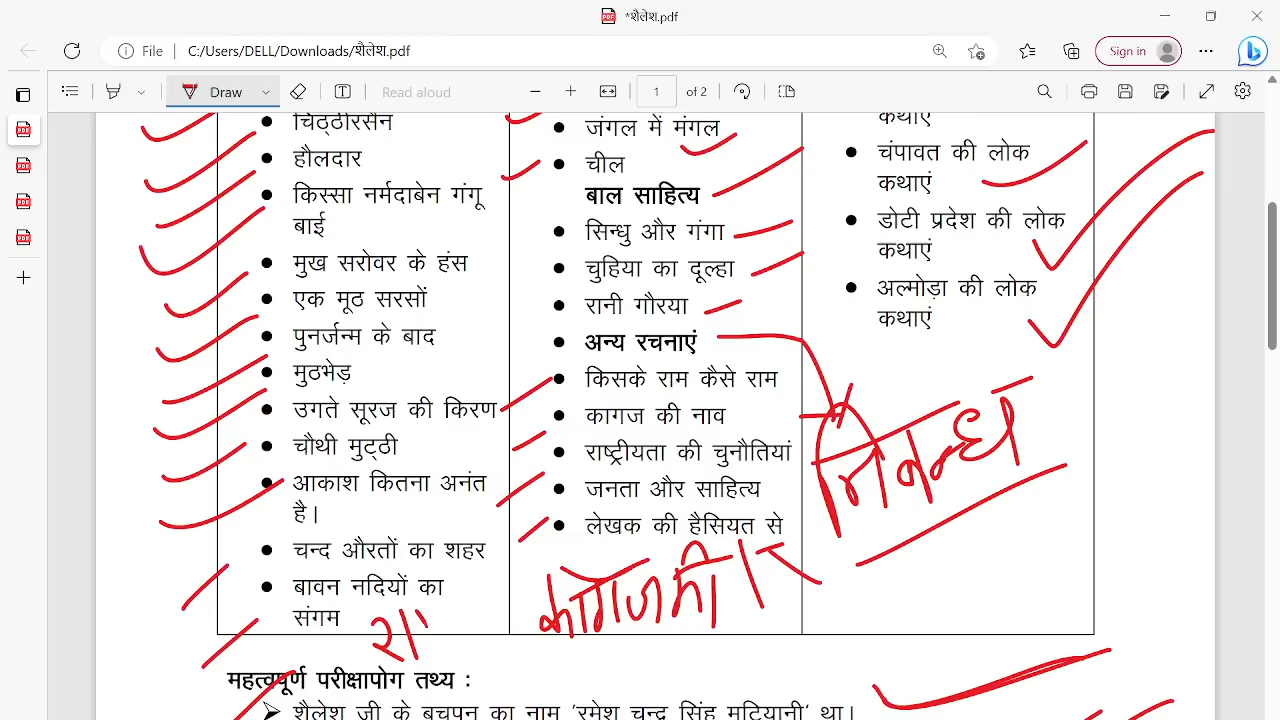 *शैलेश.pdf
File
C:/Users/DELL/Downloads/शैलेश.pdf
Sign in
Draw
Read aloud
1
of 2
चिठ्ठीरसैन
हौलदार
किस्सा नर्मदाबेन गंगू
बाई
मुख सरोवर के हंस
एक मूठ सरसों
पुनर्जन्म के बाद
मुठभेड़
उगते सूरज की किरण
चौथी मुट्ठी
आकाश कितना अनंत
है।
चन्द औरतों का शहर
बावन नदियों का
संगम
जंगल में मंगल
चील
बाल साहित्य
सिन्धु और गंगा
चुहिया का दूल्हा
रानी गौरया
अन्य रचनाएं
किसके राम कैसे राम
कागज की नाव
राष्ट्रीयता की चुनौतियां
जनता और साहित्य
लेखक की हैसियत से
कथाएं
चंपावत की लोक
कथाएं
डोटी प्रदेश की लोक
कथाएं
अल्मोड़ा की लोक
कथाएं
निबन्ध
महत्वपूर्ण परीक्षापोग तथ्य :
शैलेश जी के बचपन का नाम 'रमेश चन्द्र सिंह मटियानी' था।